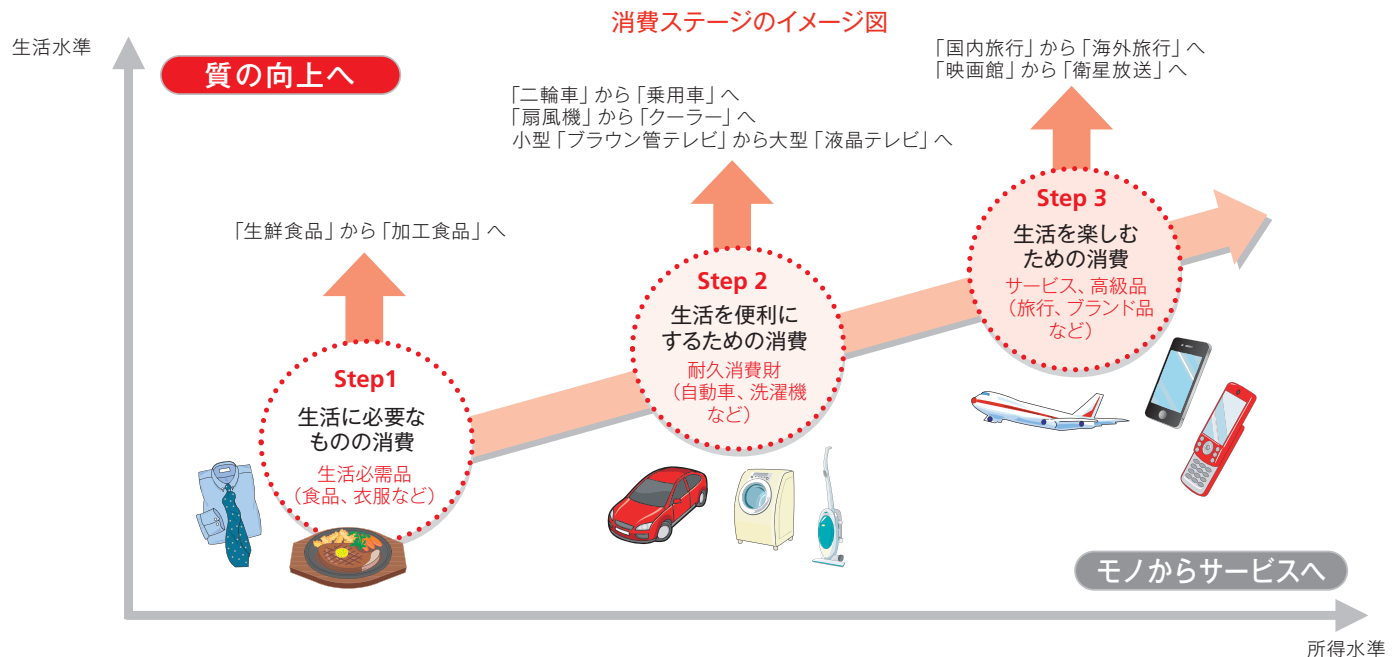 消費ステージのイメージ図
生活水準
質の向上へ
「国内旅行」から「海外旅行」へ
「映画館」から「衛星放送」へ
「二輪車」から「乗用車」へ
「扇風機」から「クーラー」へ
小型「ブラウン管テレビ」から大型「液晶テレビ」へ
「生鮮食品」から「加工食品」へ
Step1
生活に必要な
ものの消費
生活必需品
（食品、衣服など）
Step 2
生活を便利に
するための消費
耐久消費財
（自動車、洗濯機
など）
Step 3
生活を楽しむ
ための消費
サービス、高級品
（旅行、ブランド品
など）
モノからサービスへ
所得水準